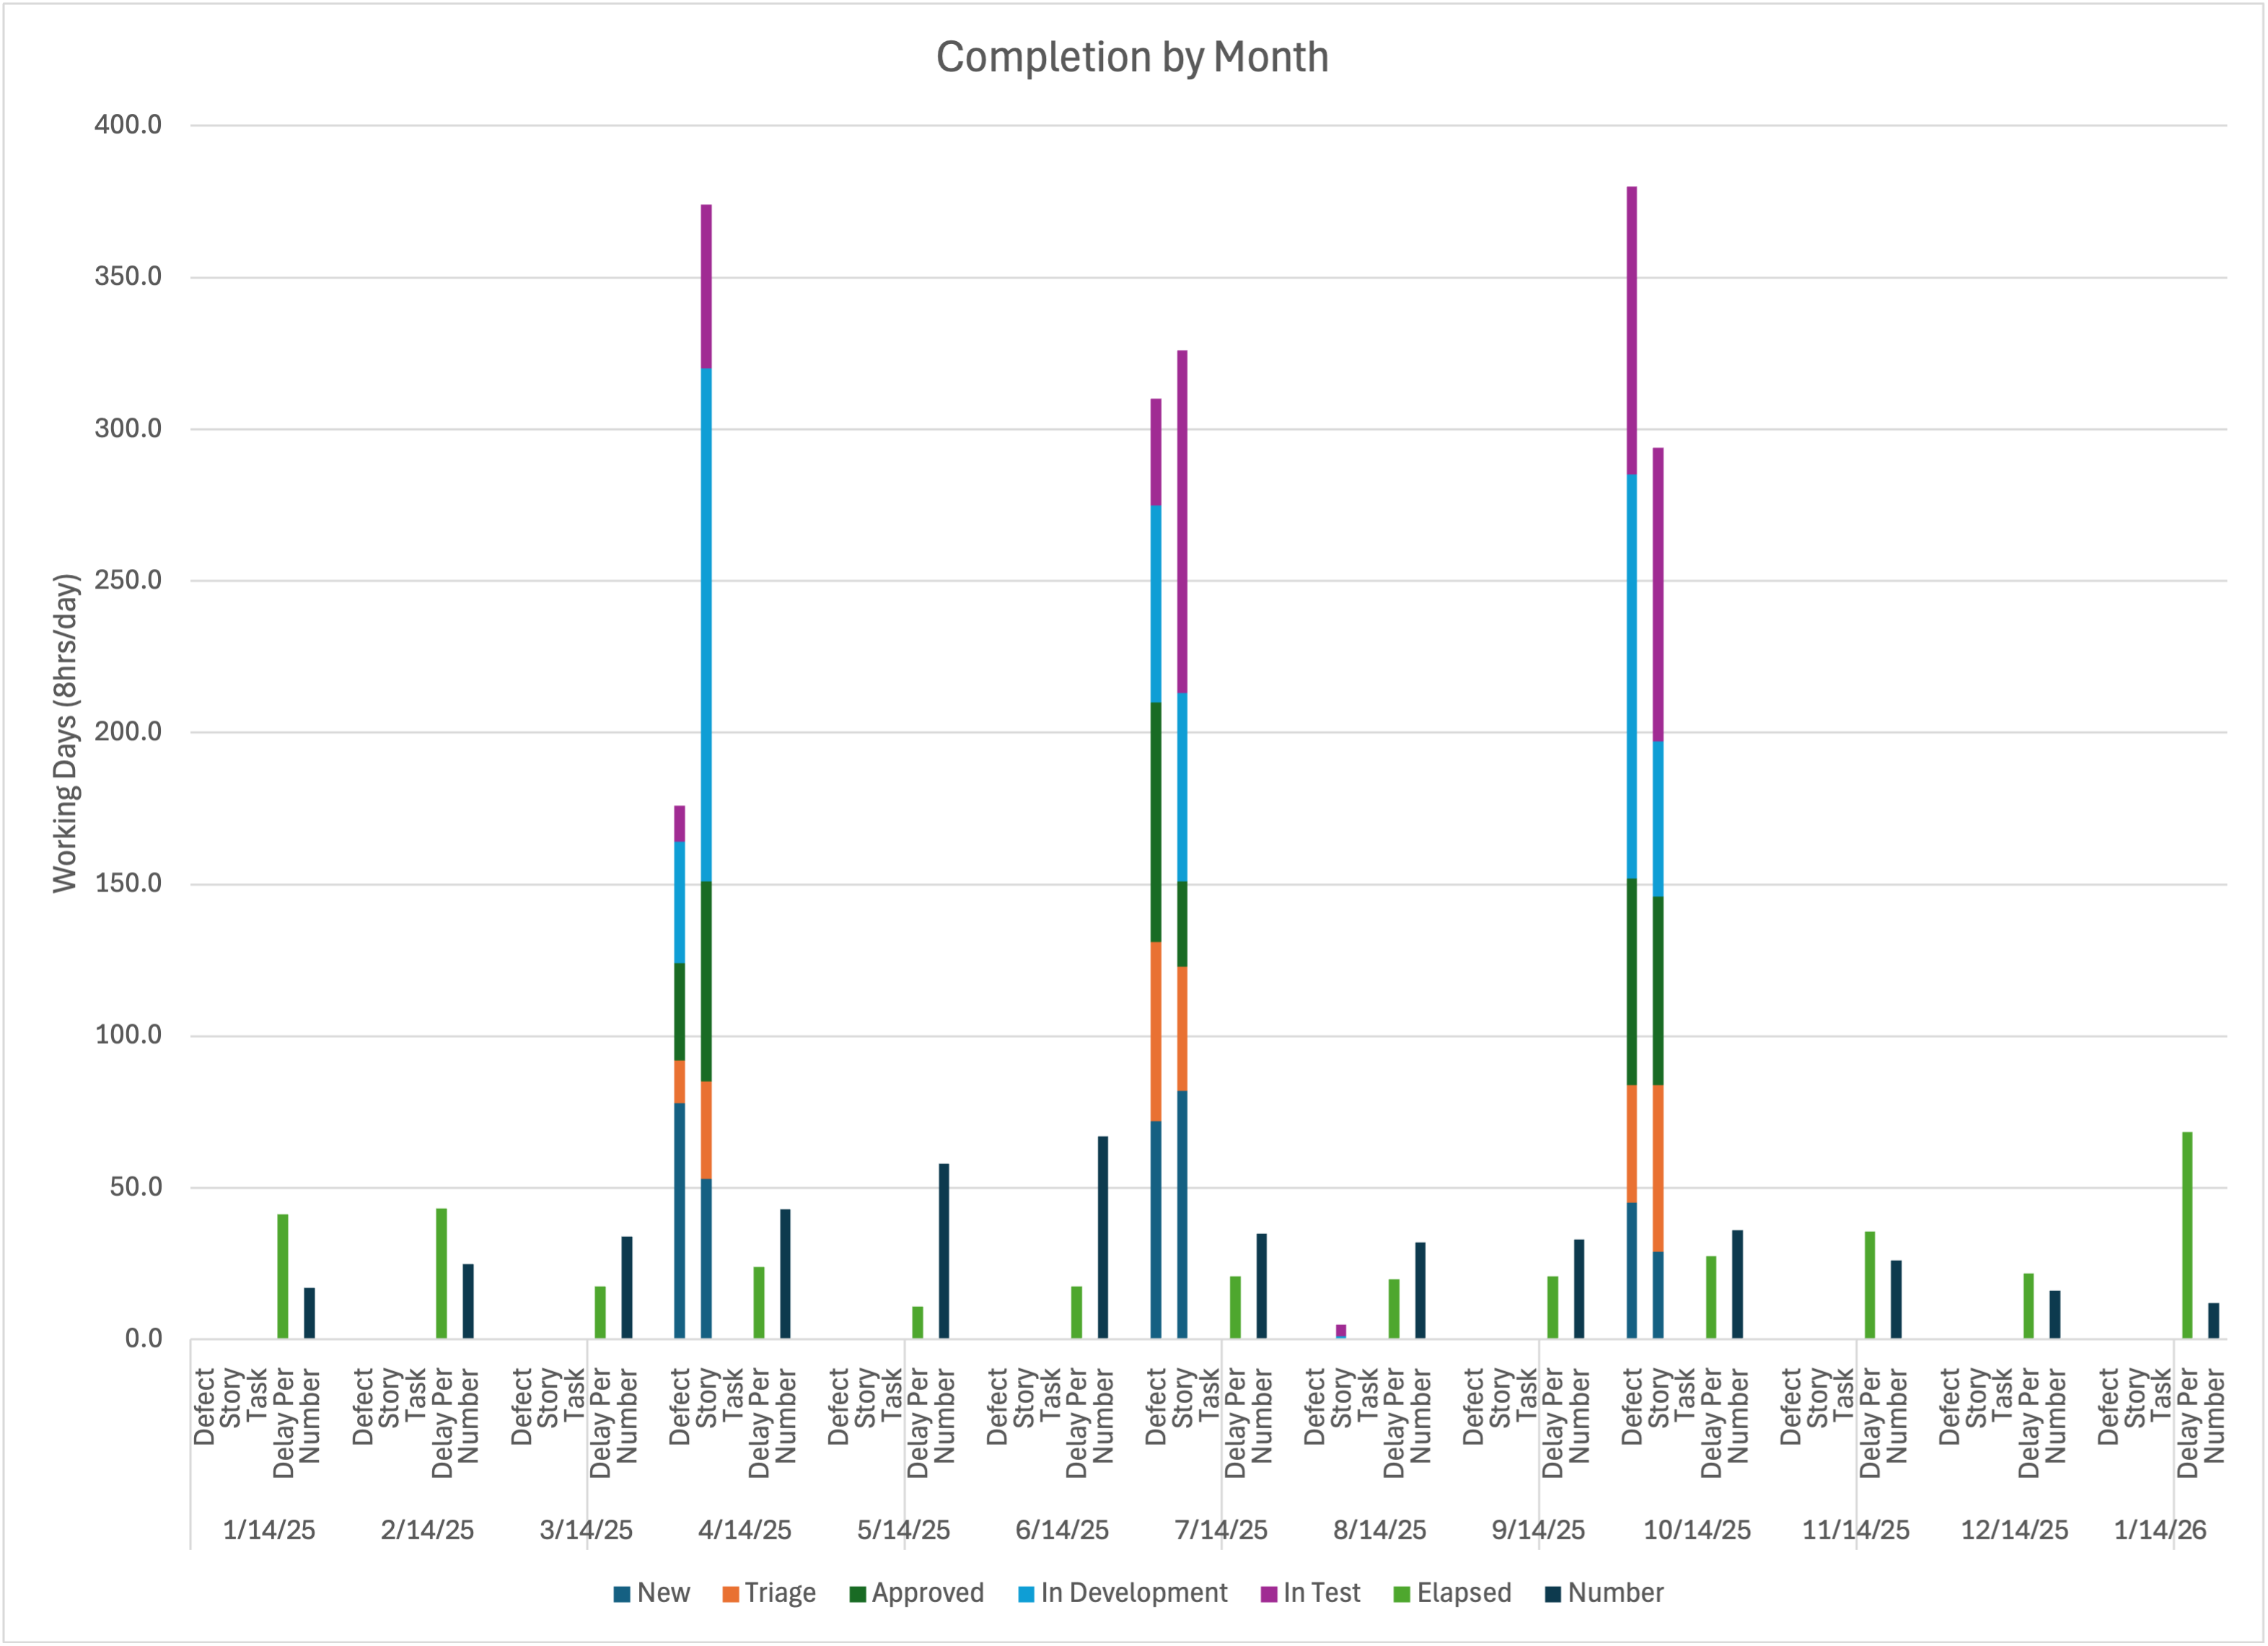 Completion by Month
Working Days (8hrs/day)
400.0
350.0
300.0
250.0
200.0
150.0
100.0
50.0
0.0
Defect
Story
Task
Delay Per
Number
Defect
Story
Task
Delay Per
Number
Defect
Story
Task
Delay Per
Number
Defect
Story
Task
Delay Per
Number
Defect
Story
Task
Delay Per
Number
Defect
Story
Task
Delay Per
Number
Defect
Story
Task
Delay Per
Number
Defect
Story
Task
Delay Per
Number
Defect
Story
Task
Delay Per
Number
Defect
Story
Task
Delay Per
Number
Defect
Story
Task
Delay Per
Number
Defect
Story
Task
Delay Per
Number
Defect
Story
Task
Delay Per
Number
1/14/25 2/14/25 3/14/25 4/14/25 5/14/25 6/14/25 7/14/25 8/14/25 9/14/25 10/14/25 11/14/25 12/14/25 1/14/26
New Triage Approved In Development In Test Elapsed Number